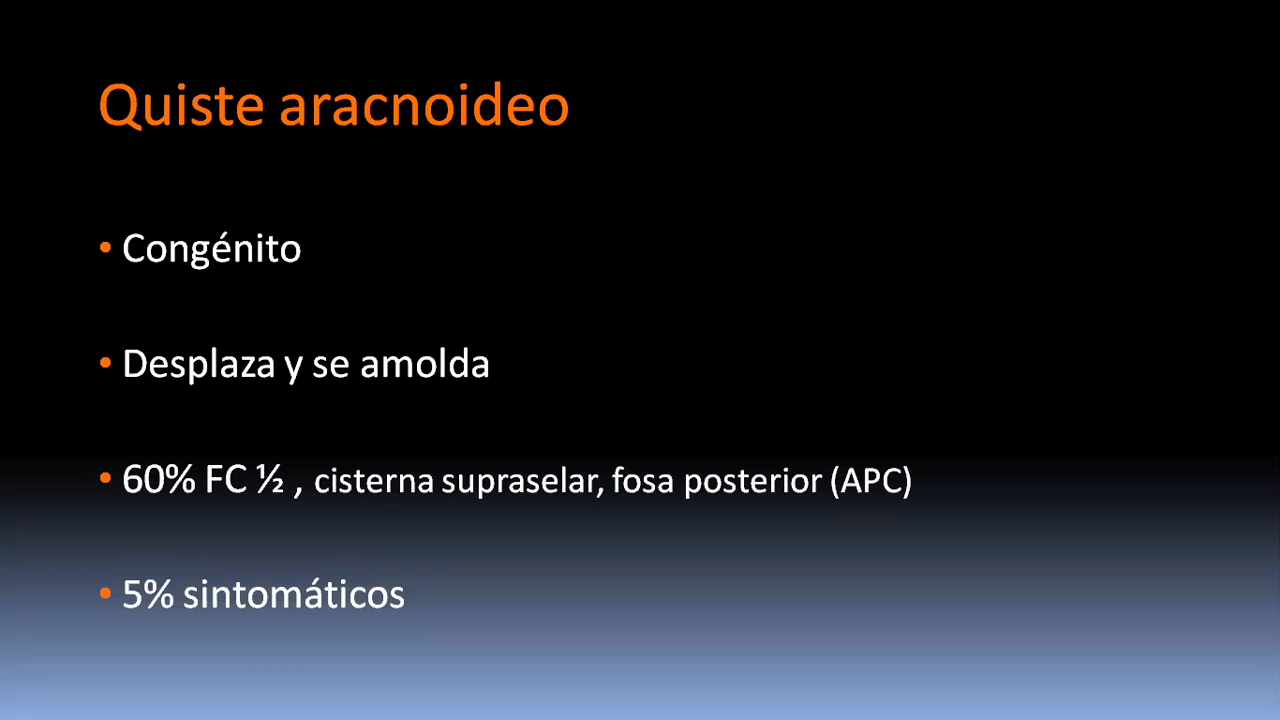 Quiste aracnoideo
• Congénito
• Desplaza y se amolda
• 60% FC ½ , cisterna supraselar, fosa posterior (APC)
• 5% sintomáticos